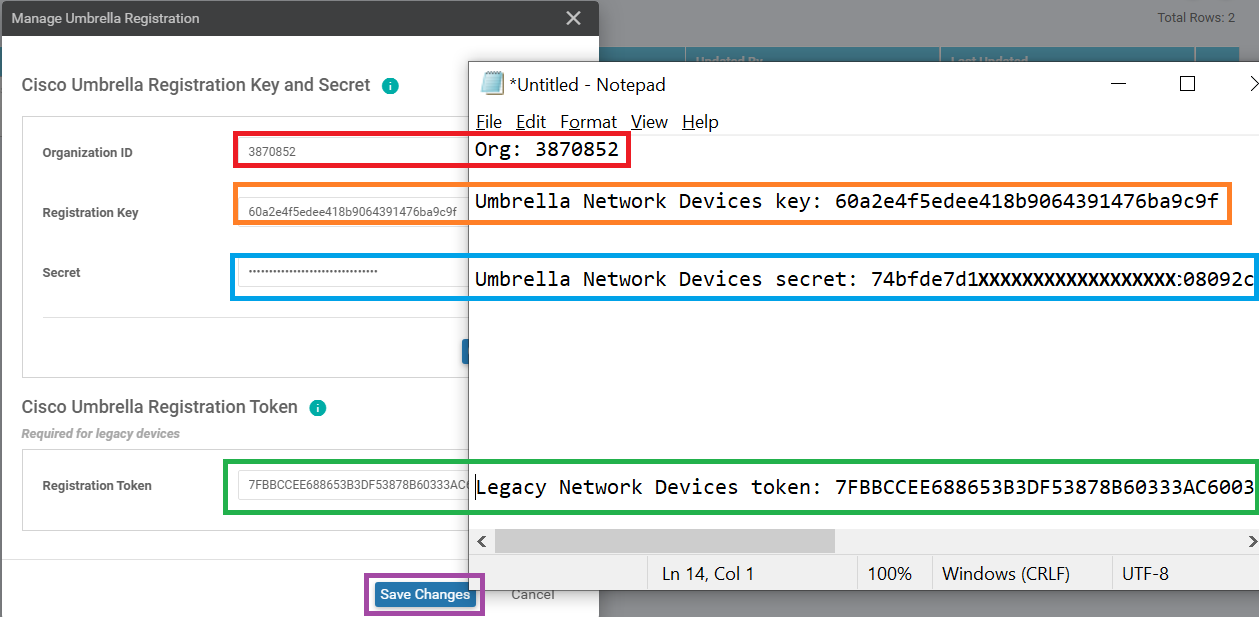 Manage Umbrella Registration
Total Rows: 2
Updated By
Last Updated
Cisco Umbrella Registration Key and Secret
Organization ID
3870852
Registration Key
60a2e4f5edee418b9064391476ba9c9f
Secret
•••••••••••••••••••••••••••••••
Cisco Umbrella Registration Token
Required for legacy devices
Registration Token
7FBBCCEE688653B3DF53878B60333AC6
Save Changes
Cancel
*Untitled - Notepad
File Edit Format View Help
Org: 3870852
Umbrella Network Devices key: 60a2e4f5edee418b9064391476ba9c9f
Umbrella Network Devices secret: 74bfde7d1XXXXXXXXXXXXXXXXXX:08092c
Legacy Network Devices token: 7FBBCCEE688653B3DF53878B60333AC6003
Ln 14, Col 1
100%
Windows (CRLF)
UTF-8